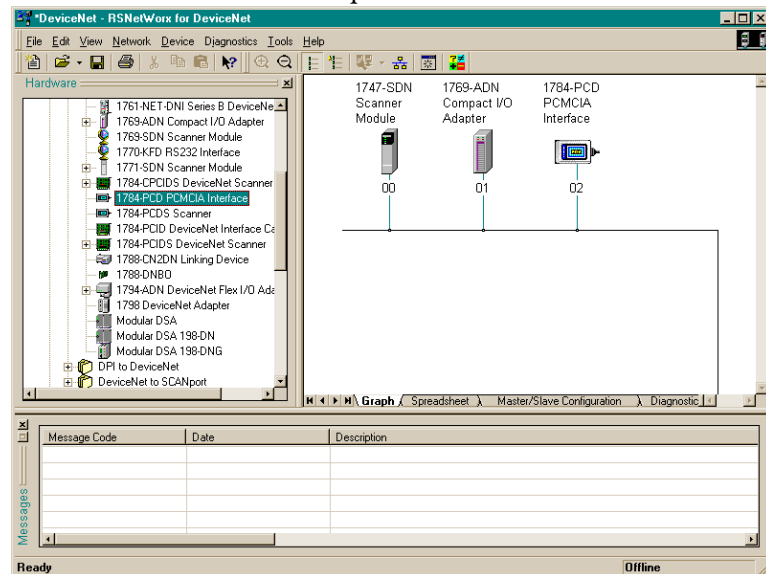 *DeviceNet - RSNetWorx for DeviceNet
File Edit View Network Device Diagnostics Tools Help
Hardware
1761-NET-DNI Series B DeviceNe
1769-ADN Compact I/O Adapter
1769-SDN Scanner Module
1770-KFD RS232 Interface
1771-SDN Scanner Module
1784-CPCIDS DeviceNet Scanner
1784-PCD PCMCIA Interface
1784-PCDS Scanner
1784-PCID DeviceNet Interface Ca
1784-PCIDS DeviceNet Scanner
1788-CN2DN Linking Device
1788-DNBO
1794-ADN DeviceNet Flex I/O Ada
1798 DeviceNet Adapter
Modular DSA
Modular DSA 198-DN
Modular DSA 198-DNG
DPI to DeviceNet
DeviceNet to SCANport
1747-SDN
Scanner
Module
00
1769-ADN
Compact I/O
Adapter
01
1784-PCD
PCMCIA
Interface
02
Graph Spreadsheet Master/Slave Configuration Diagnostic
Messages
Message Code Date Description
Ready Offline